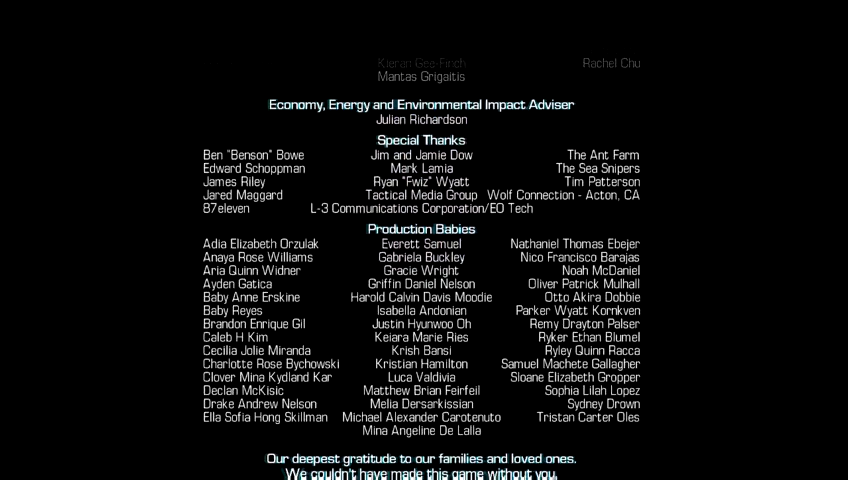 Kieran Gea-Finch Rachel Chu
Mantas Grigaitis
Economy, Energy and Environmental Impact Adviser
Julian Richardson
Special Thanks
Ben "Benson" Bowe Jim and Jamie Dow The Ant Farm
Edward Schoppman Mark Lamia The Sea Snipers
James Riley Ryan "Fwiz" Wyatt Tim Patterson
Jared Maggard Tactical Media Group Wolf Connection - Acton, CA
87eleven L-3 Communications Corporation/EO Tech
Production Babies
Adia Elizabeth Orzulak Everett Samuel Nathaniel Thomas Ebejer
Anaya Rose Williams Gabriela Buckley Nico Francisco Barajas
Aria Quinn Widner Gracie Wright Noah McDaniel
Ayden Gatica Griffin Daniel Nelson Oliver Patrick Mulhall
Baby Anne Erskine Harold Calvin Davis Moodie Otto Akira Dobbie
Baby Reyes Isabella Andonian Parker Wyatt Kornkven
Brandon Enrique Gil Justin Hyunwoo Oh Remy Drayton Palser
Caleb H Kim Keiara Marie Ries Ryker Ethan Blumel
Cecilia Jolie Miranda Krish Bansi Ryley Quinn Racca
Charlotte Rose Bychowski Kristian Hamilton Samuel Machete Gallagher
Clover Mina Kydland Kar Luca Valdivia Sloane Elizabeth Gropper
Declan McKisic Matthew Brian Feirfeil Sophia Lilah Lopez
Drake Andrew Nelson Melia Dersarkissian Sydney Drown
Ella Sofia Hong Skillman Michael Alexander Carotenuto Tristan Carter Oles
Mina Angeline De Lalla
Our deepest gratitude to our families and loved ones.
We couldn't have made this game without you.